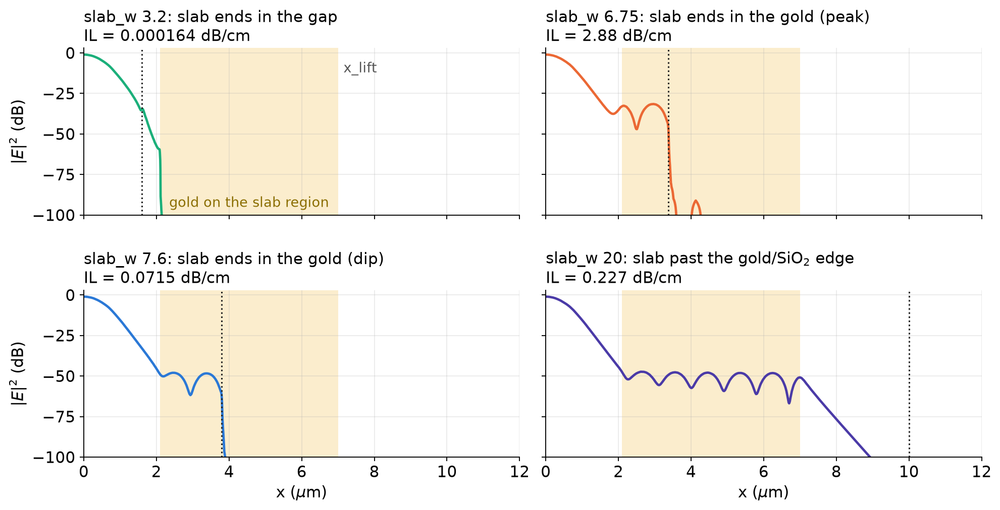 slab_w 3.2: slab ends in the gap
IL = 0.000164 dB/cm
slab_w 6.75: slab ends in the gold (peak)
IL = 2.88 dB/cm
0
−25
−50
−75
−100
|E|² (dB)
x_lift
gold on the slab region
slab_w 7.6: slab ends in the gold (dip)
IL = 0.0715 dB/cm
slab_w 20: slab past the gold/SiO₂ edge
IL = 0.227 dB/cm
0
−25
−50
−75
−100
|E|² (dB)
0 2 4 6 8 10 12
x (μm)
0 2 4 6 8 10 12
x (μm)